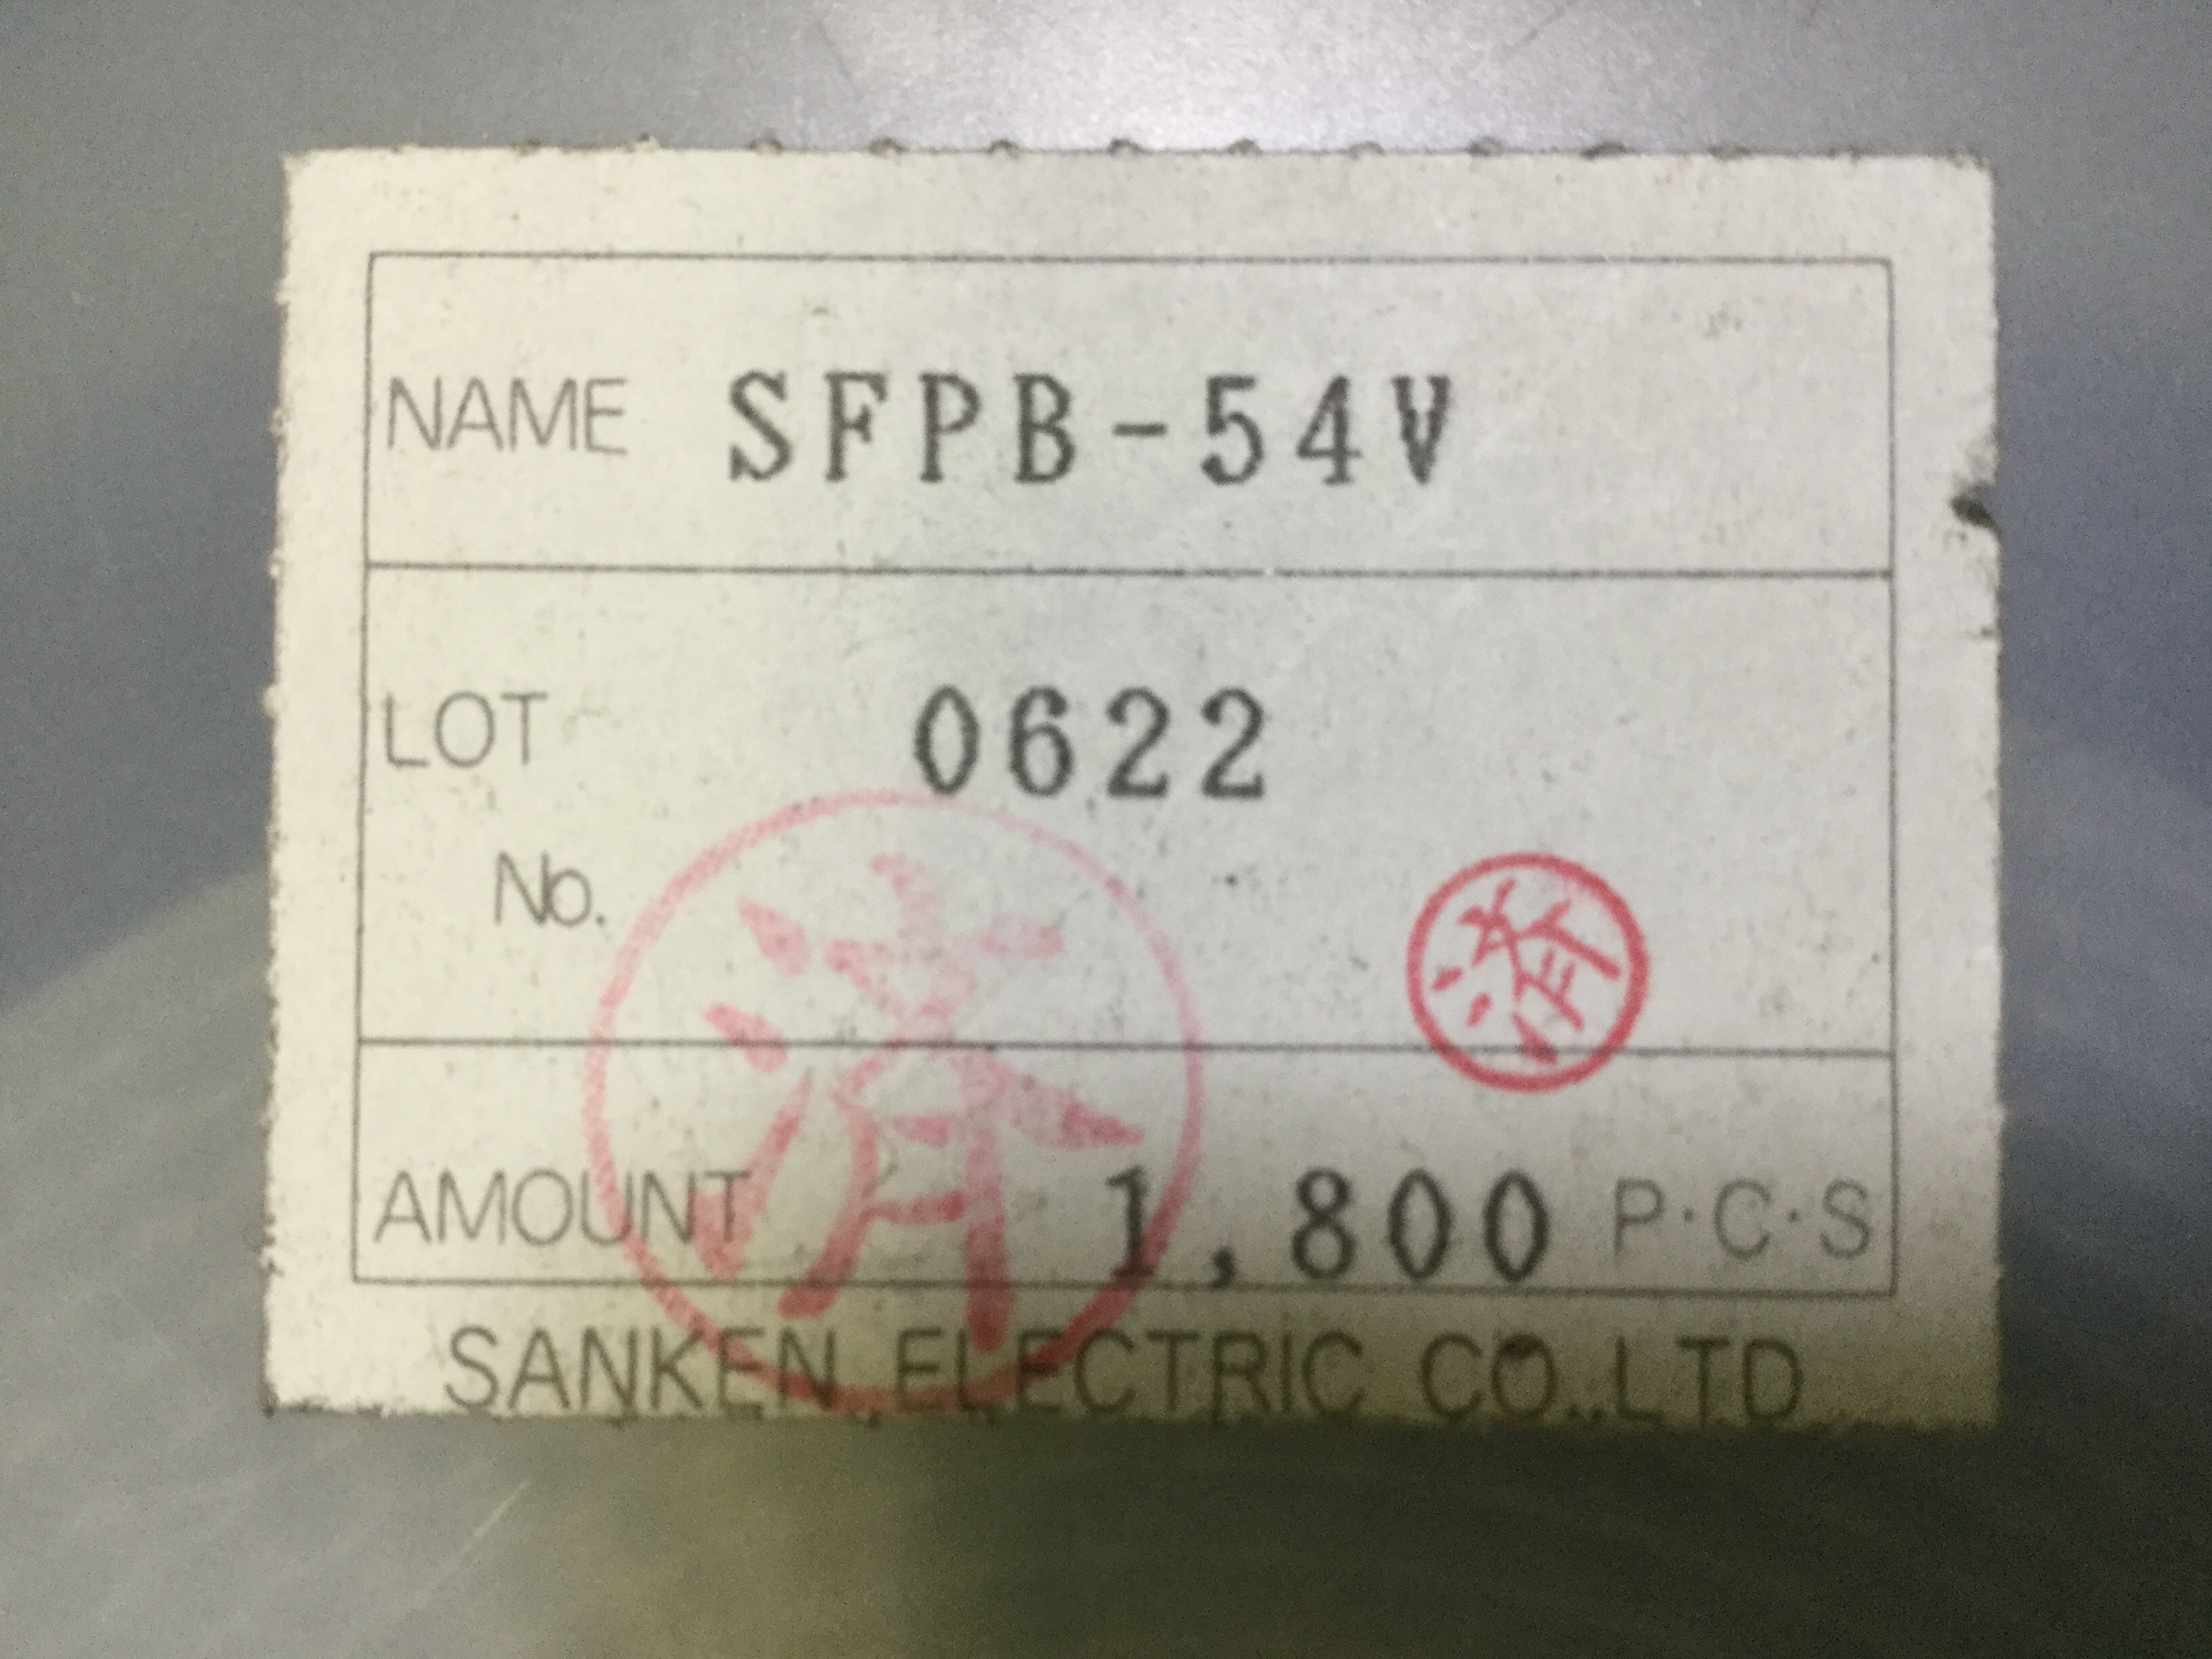 NAME SFPB-54V
LOT 0622
No.
済
済
AMOUNT 1,800 P·C·S
SANKEN ELECTRIC CO.,LTD